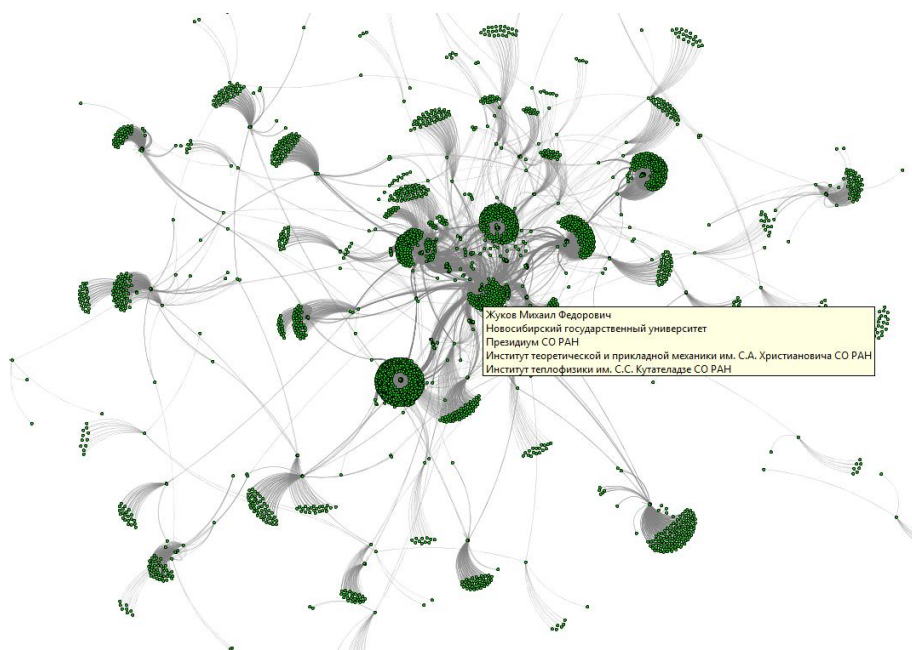 Жуков Михаил Федорович
Новосибирский государственный университет
Президиум СО РАН
Институт теоретической и прикладной механики им. С.А. Христиановича СО РАН
Институт теплофизики им. С.С. Кутателадзе СО РАН